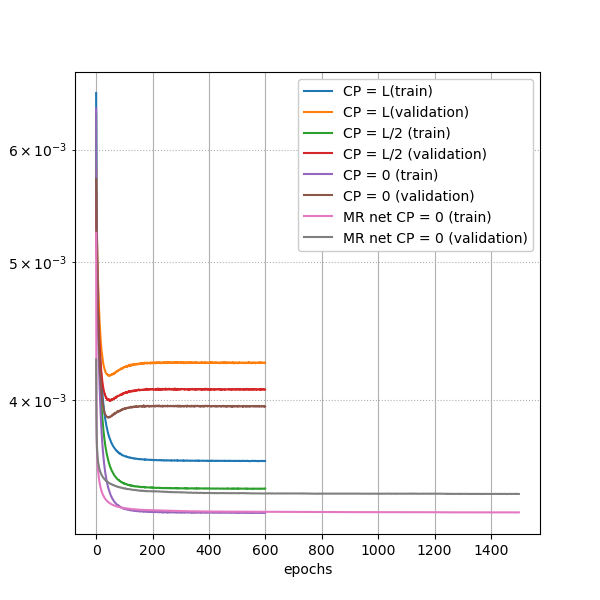 CP = L(train)
CP = L(validation)
CP = L/2 (train)
CP = L/2 (validation)
CP = 0 (train)
CP = 0 (validation)
MR net CP = 0 (train)
MR net CP = 0 (validation)
6 × 10⁻³
5 × 10⁻³
4 × 10⁻³
0 200 400 600 800 1000 1200 1400
epochs